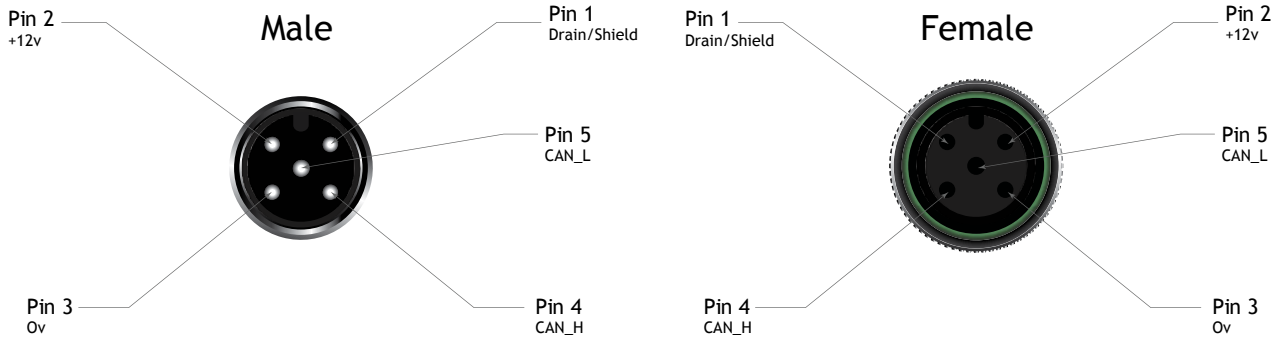 Male
Pin 2
+12v
Pin 1
Drain/Shield
Pin 5
CAN_L
Pin 3
0v
Pin 4
CAN_H
Female
Pin 1
Drain/Shield
Pin 2
+12v
Pin 5
CAN_L
Pin 4
CAN_H
Pin 3
0v